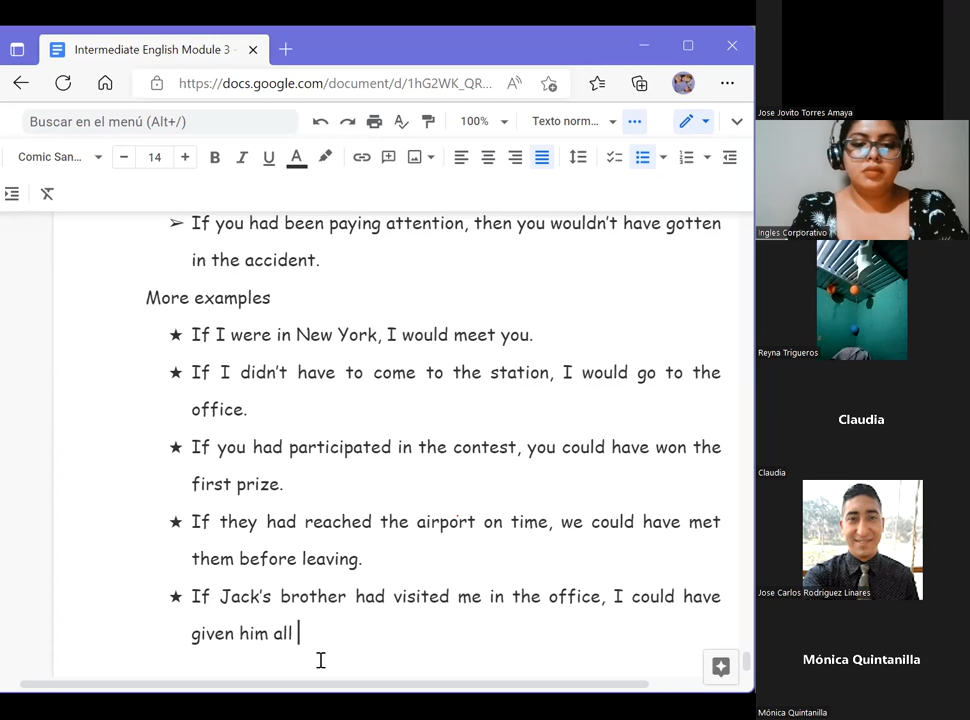 Intermediate English Module 3 -
https://docs.google.com/document/d/1hG2WK_QR...
Buscar en el menú (Alt+/)
100%
Texto norm...
Comic San...
14
B I U A
➢ If you had been paying attention, then you wouldn't have gotten
in the accident.
More examples
★ If I were in New York, I would meet you.
★ If I didn't have to come to the station, I would go to the
office.
★ If you had participated in the contest, you could have won the
first prize.
★ If they had reached the airport on time, we could have met
them before leaving.
★ If Jack's brother had visited me in the office, I could have
given him all
Jose Jovito Torres Amaya
Ingles Corporativo
Reyna Trigueros
Claudia
Claudia
Jose Carlos Rodriguez Linares
Mónica Quintanilla
Mónica Quintanilla